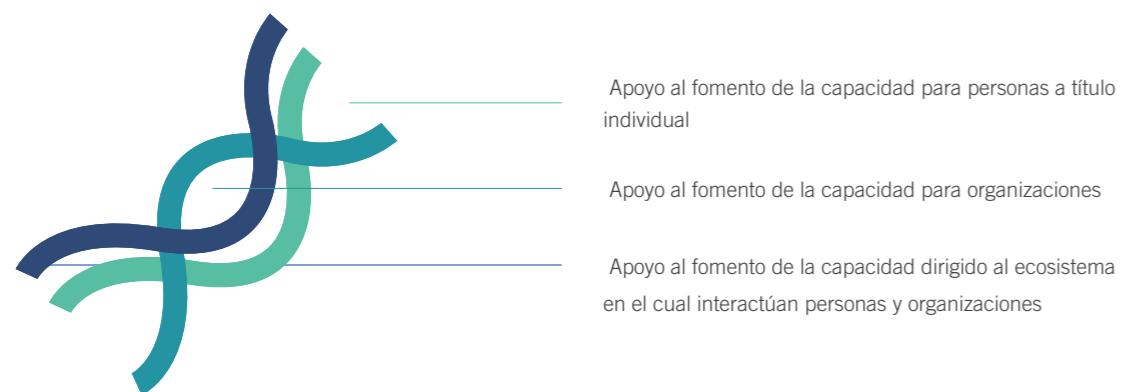 Apoyo al fomento de la capacidad para personas a título
individual
Apoyo al fomento de la capacidad para organizaciones
Apoyo al fomento de la capacidad dirigido al ecosistema
en el cual interactúan personas y organizaciones